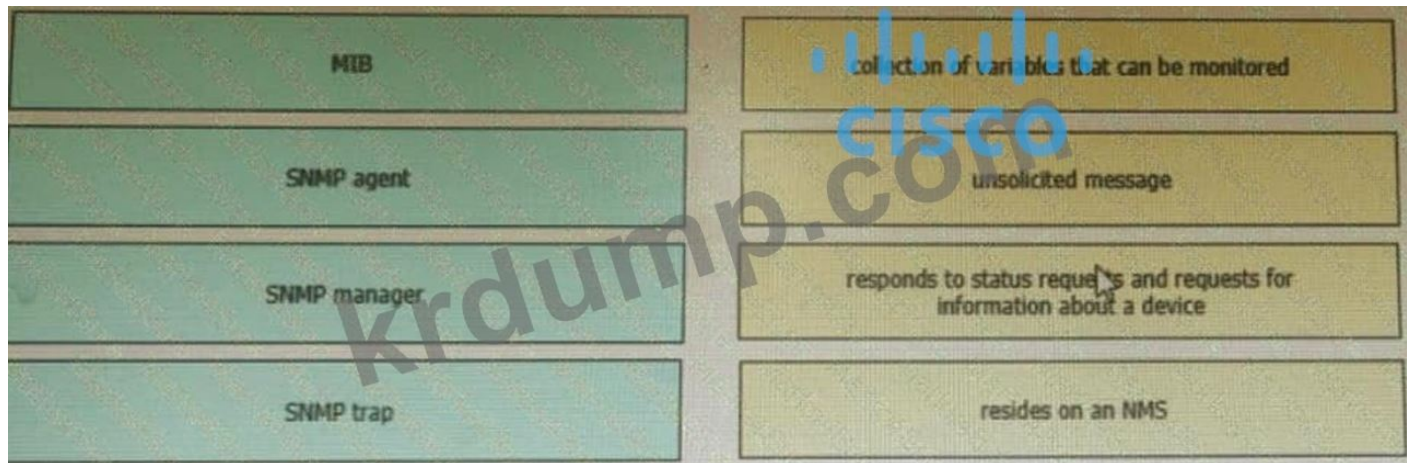 MIB
collection of variables that can be monitored
CISCO
SNMP agent
unsolicited message
krdump.com
SNMP manager
responds to status requests and requests for
information about a device
SNMP trap
resides on an NMS